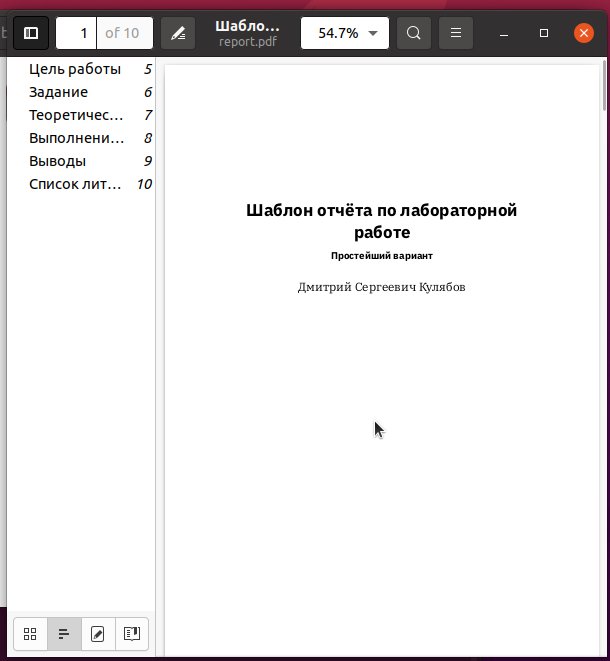 1 of 10
Шабло...
report.pdf
54.7%
Цель работы 5
Задание 6
Теоретичес... 7
Выполнени... 8
Выводы 9
Список лит... 10
Шаблон отчёта по лабораторной
работе
Простейший вариант
Дмитрий Сергеевич Кулябов